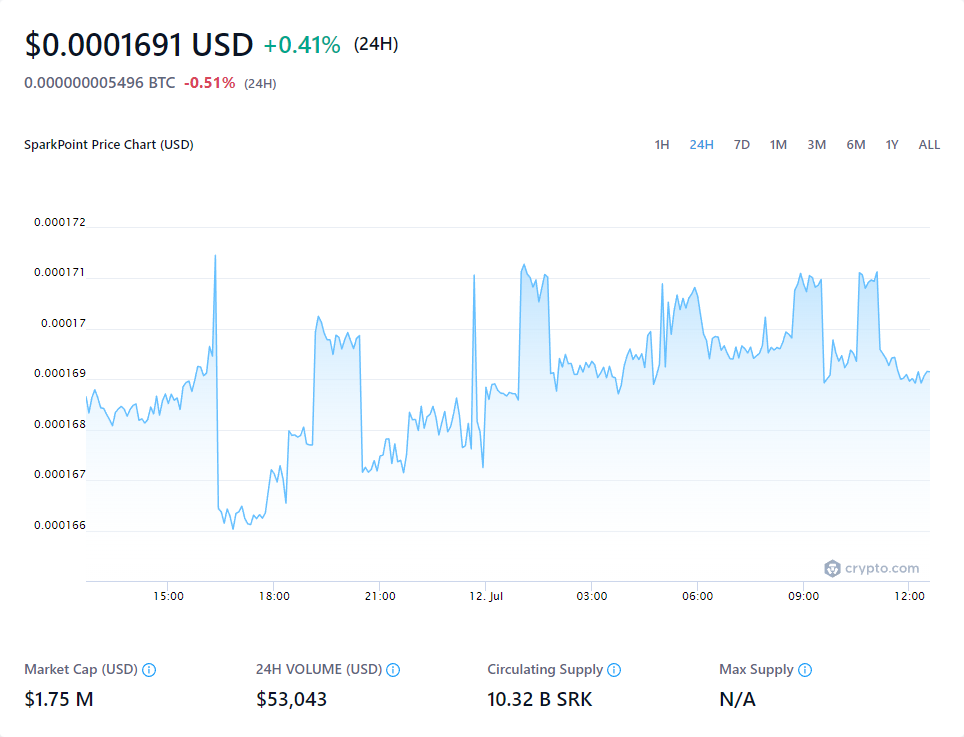 $0.0001691 USD +0.41% (24H)
0.000000005496 BTC -0.51% (24H)
SparkPoint Price Chart (USD) 1H 24H 7D 1M 3M 6M 1Y ALL
0.000172
0.000171
0.00017
0.000169
0.000168
0.000167
0.000166
crypto.com
15:00 18:00 21:00 12. Jul 03:00 06:00 09:00 12:00
Market Cap (USD) 24H VOLUME (USD) Circulating Supply Max Supply
$1.75 M $53,043 10.32 B SRK N/A